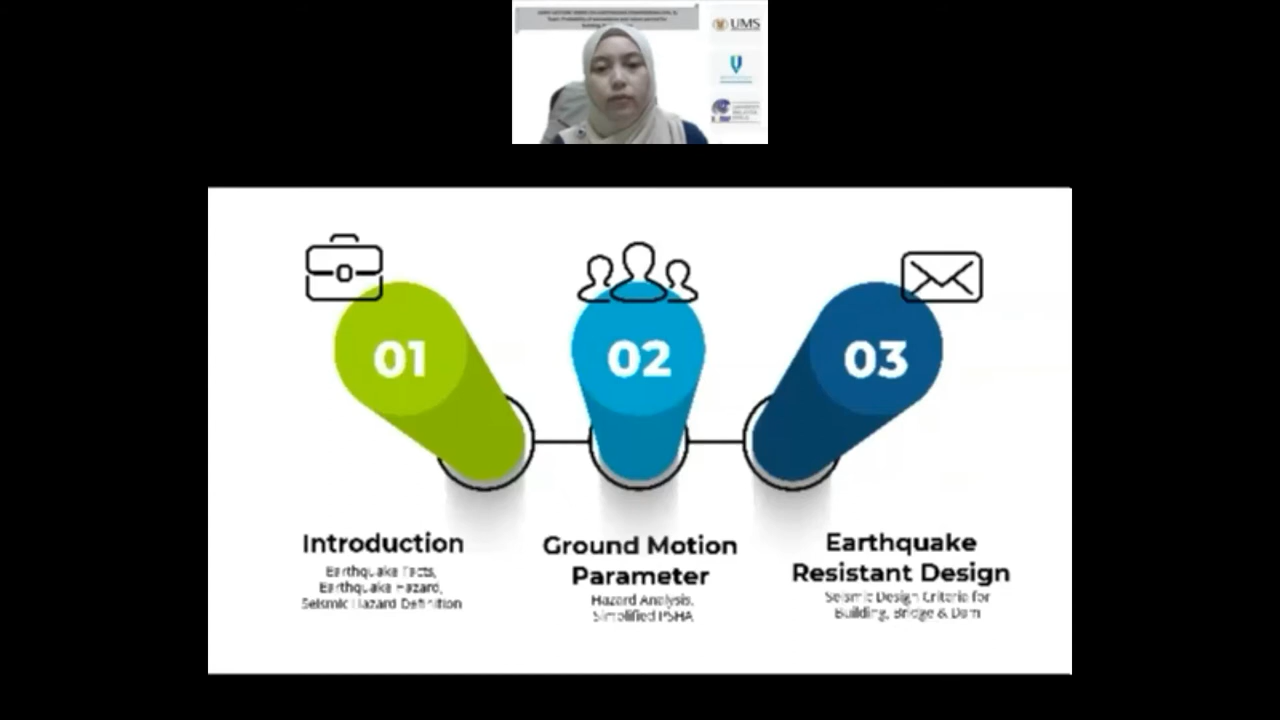 UMS
01
02
03
Introduction
Earthquake Facts,
Earthquake Hazard,
Seismic Hazard Definition
Ground Motion
Parameter
Hazard Analysis,
Simplified PSHA
Earthquake
Resistant Design
Seismic Design Criteria for
Building, Bridge & Dam